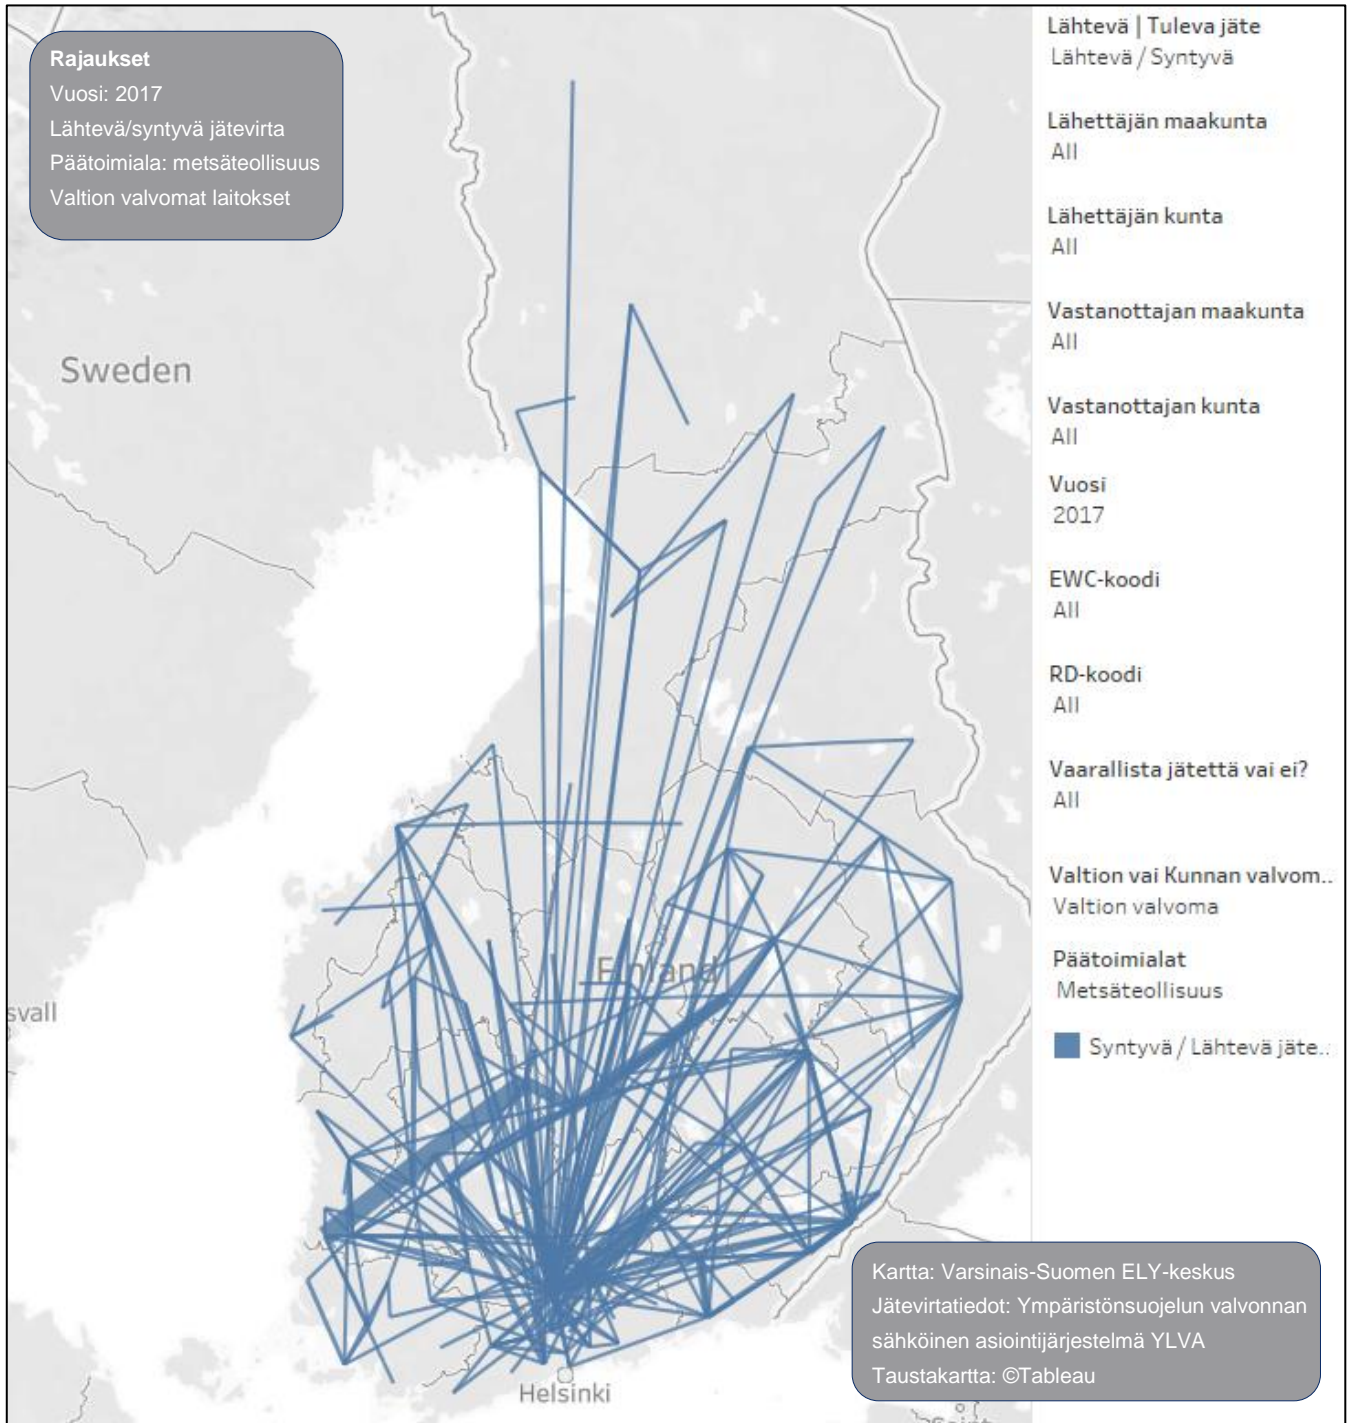 Rajaukset
Vuosi: 2017
Lähtevä/syntyvä jätevirta
Päätoimiala: metsäteollisuus
Valtion valvomat laitokset
Sweden
Finland
svall
Helsinki
Lähtevä | Tuleva jäte
Lähtevä / Syntyvä
Lähettäjän maakunta
All
Lähettäjän kunta
All
Vastanottajan maakunta
All
Vastanottajan kunta
All
Vuosi
2017
EWC-koodi
All
RD-koodi
All
Vaarallista jätettä vai ei?
All
Valtion vai Kunnan valvom..
Valtion valvoma
Päätoimialat
Metsäteollisuus
Syntyvä / Lähtevä jäte..
Kartta: Varsinais-Suomen ELY-keskus
Jätevirtatiedot: Ympäristönsuojelun valvonnan
sähköinen asiointijärjestelmä YLVA
Taustakartta: ©Tableau